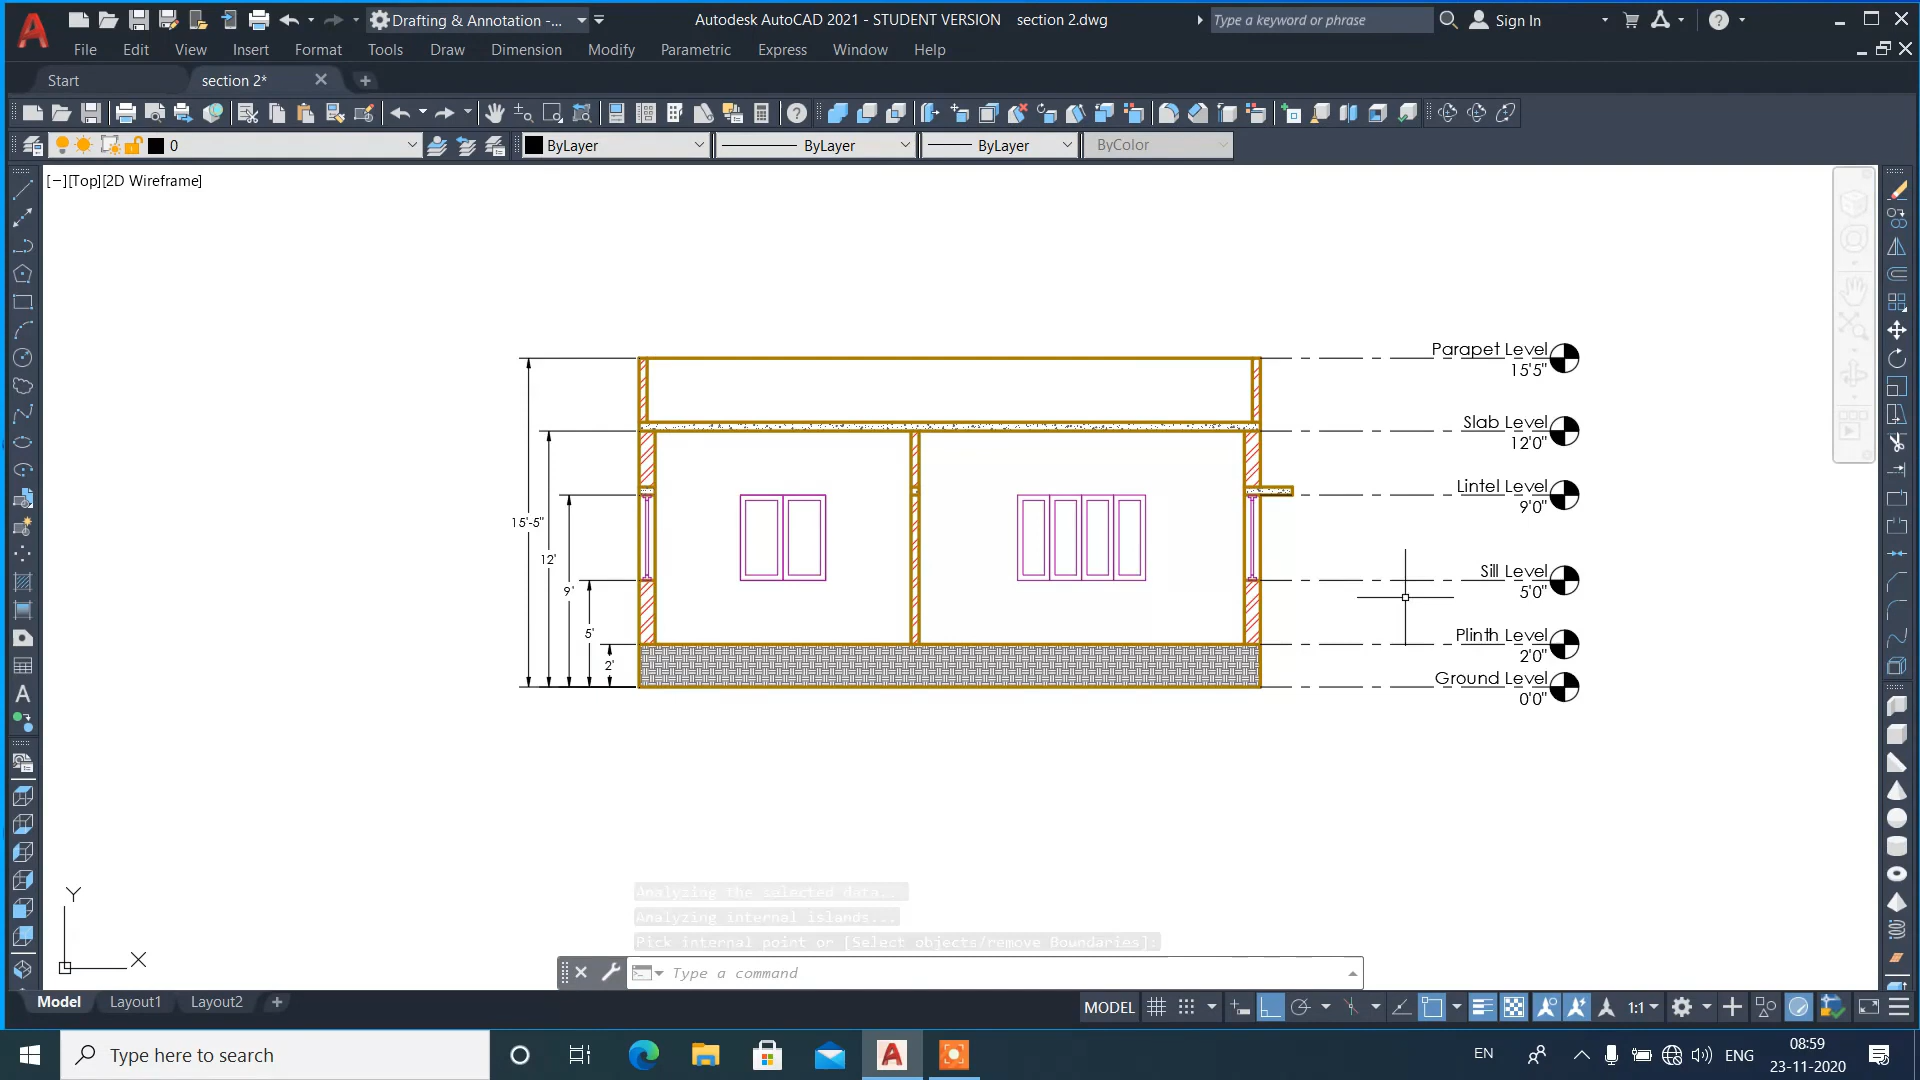 Drafting & Annotation -...
Autodesk AutoCAD 2021 - STUDENT VERSION section 2.dwg
Type a keyword or phrase
Sign In
File Edit View Insert Format Tools Draw Dimension Modify Parametric Express Window Help
Start
section 2*
0
ByLayer
ByLayer
ByLayer
ByColor
[−][Top][2D Wireframe]
Parapet Level
15'5"
Slab Level
12'0"
Lintel Level
9'0"
Sill Level
5'0"
Plinth Level
2'0"
Ground Level
0'0"
15'-5"
12'
9'
5'
2'
Y
X
Analyzing the selected data...
Analyzing internal islands...
Pick internal point or [Select objects/remove Boundaries]:
Type a command
Model Layout1 Layout2
MODEL
1:1
Type here to search
EN
ENG
08:59
23-11-2020